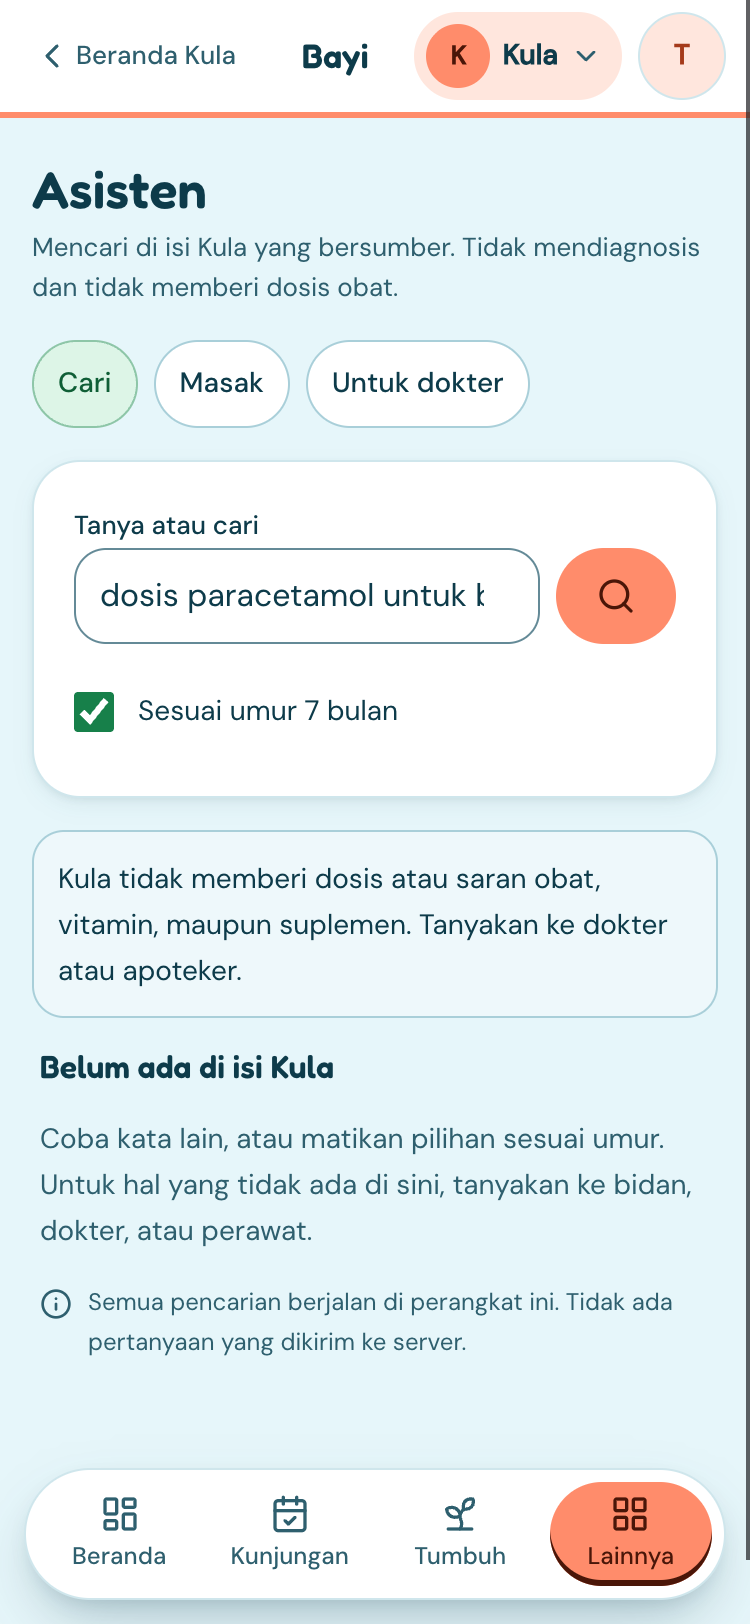 Beranda Kula
Bayi
K
Kula
T
Asisten
Mencari di isi Kula yang bersumber. Tidak mendiagnosis
dan tidak memberi dosis obat.
Cari
Masak
Untuk dokter
Tanya atau cari
dosis paracetamol untuk
Sesuai umur 7 bulan
Kula tidak memberi dosis atau saran obat,
vitamin, maupun suplemen. Tanyakan ke dokter
atau apoteker.
Belum ada di isi Kula
Coba kata lain, atau matikan pilihan sesuai umur.
Untuk hal yang tidak ada di sini, tanyakan ke bidan,
dokter, atau perawat.
Semua pencarian berjalan di perangkat ini. Tidak ada
pertanyaan yang dikirim ke server.
Beranda
Kunjungan
Tumbuh
Lainnya